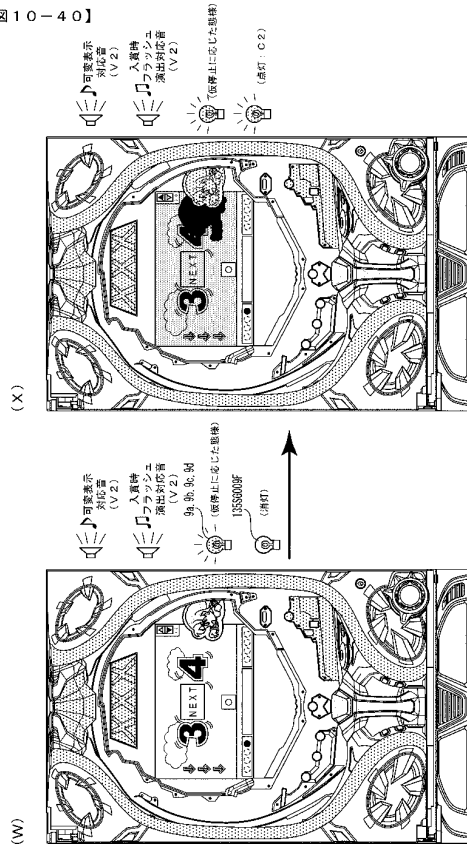 図10-40】
(W)
3 NEXT 4
♪可変表示
対応音
(V2)
入賞時
フラッシュ
演出対応音
(V2)
9a, 9b, 9c, 9d
(仮停止に応じた態様)
135S6009F
(消灯)
(X)
3 NEXT 4
♪可変表示
対応音
(V2)
入賞時
フラッシュ
演出対応音
(V2)
(仮停止に応じた態様)
(点灯:C2)